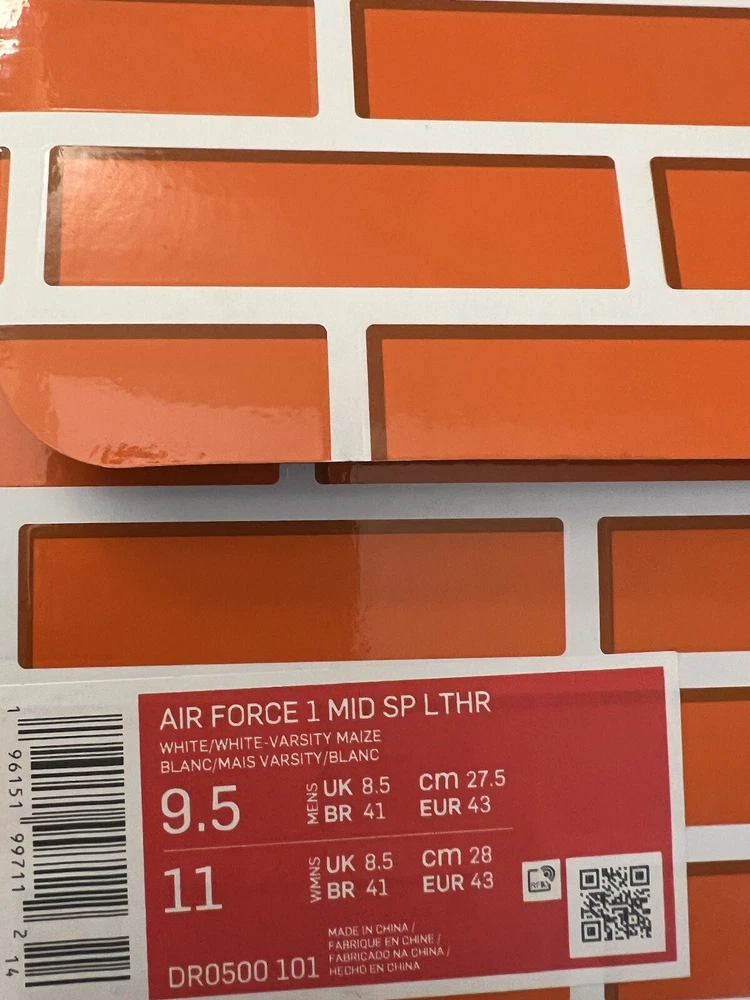 AIR FORCE 1 MID SP LTHR
WHITE/WHITE-VARSITY MAIZE
BLANC/MAIS VARSITY/BLANC
9.5 MENS UK 8.5 cm 27.5
BR 41 EUR 43
11 WMNS UK 8.5 cm 28
BR 41 EUR 43
RFID
MADE IN CHINA /
FABRIQUE EN CHINE /
FABRICADO NA CHINA /
HECHO EN CHINA
DR0500 101
1 96151 99711 2 14